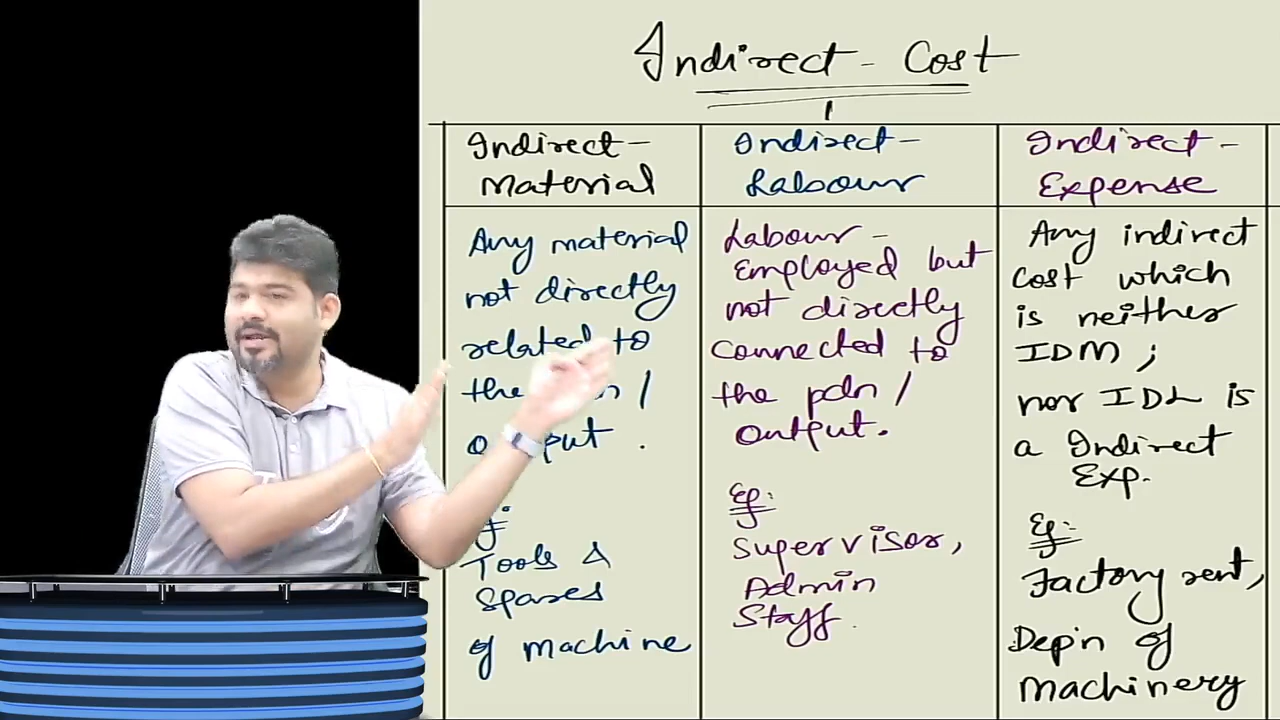 Indirect - Cost
Indirect-
Material
Any material
not directly
related to
the /
output.
Eg:
Tools &
Spares
of machine
Indirect-
Labour
Labour -
Employed but
not directly
connected to
the pdn /
output.
Eg:
Supervisor,
Admin
Staff.
Indirect -
Expense
Any indirect
cost which
is neither
IDM ;
nor IDL is
a Indirect
Exp.
Eg:-
Factory rent,
Dep'n of
Machinery